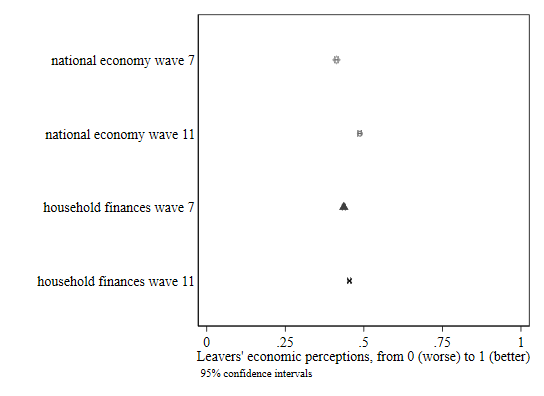 national economy wave 7
national economy wave 11
household finances wave 7
household finances wave 11
0 .25 .5 .75 1
Leavers' economic perceptions, from 0 (worse) to 1 (better)
95% confidence intervals